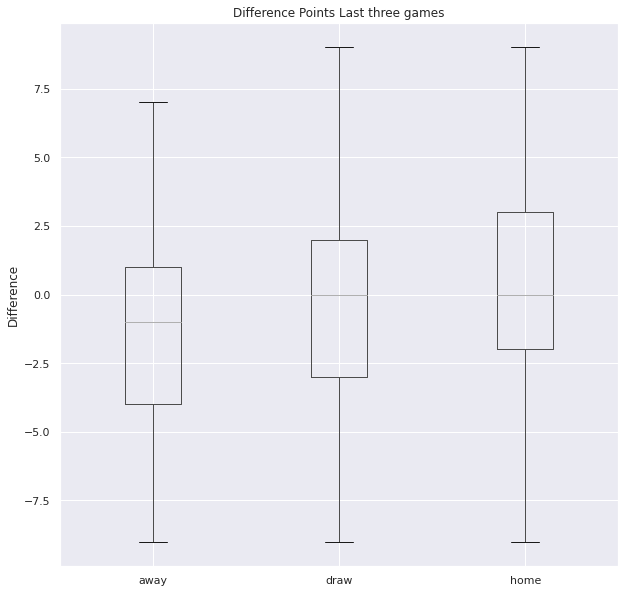 Difference Points Last three games
Difference
7.5
5.0
2.5
0.0
−2.5
−5.0
−7.5
away
draw
home